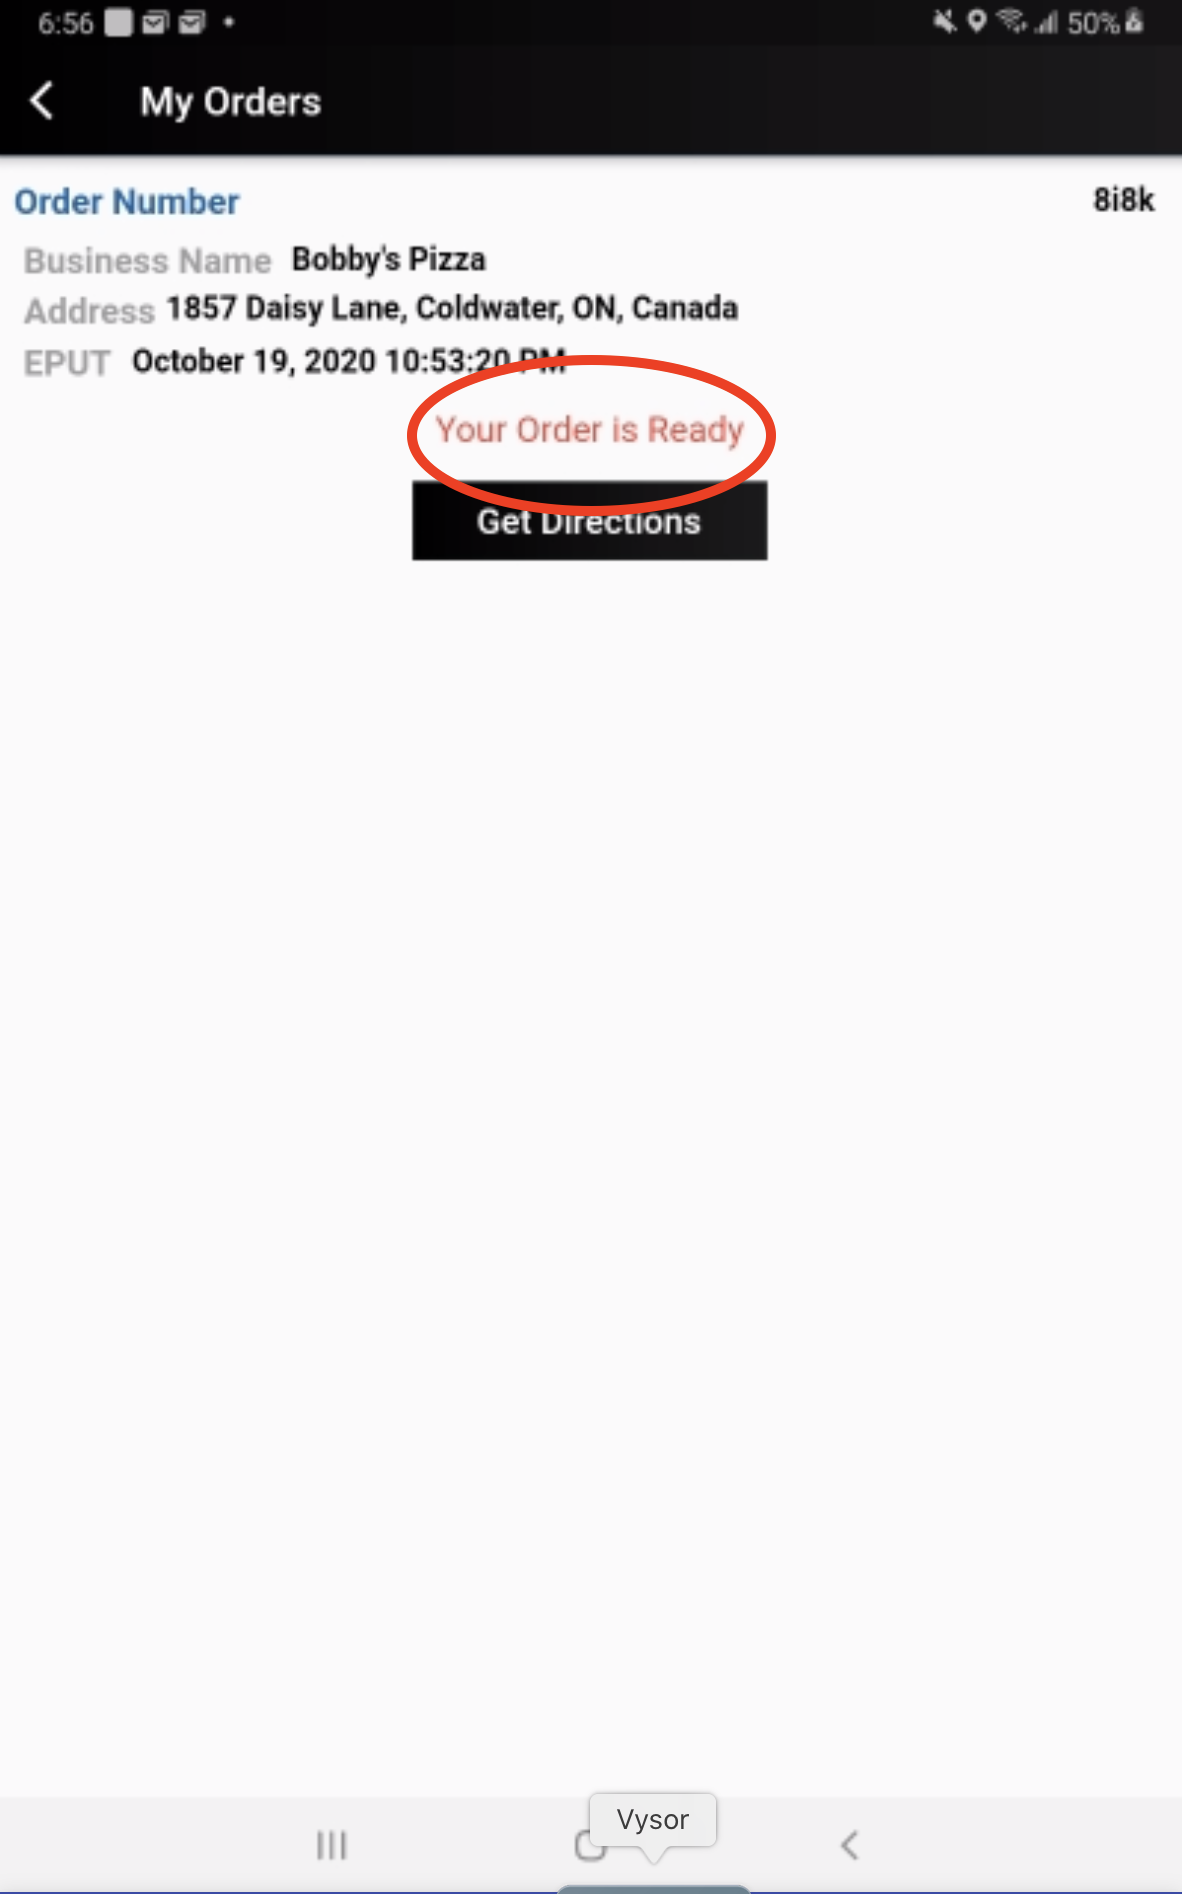 6:56
50%
My Orders
Order Number 8i8k
Business Name Bobby's Pizza
Address 1857 Daisy Lane, Coldwater, ON, Canada
EPUT October 19, 2020 10:53:20 PM
Your Order is Ready
Get Directions
Vysor